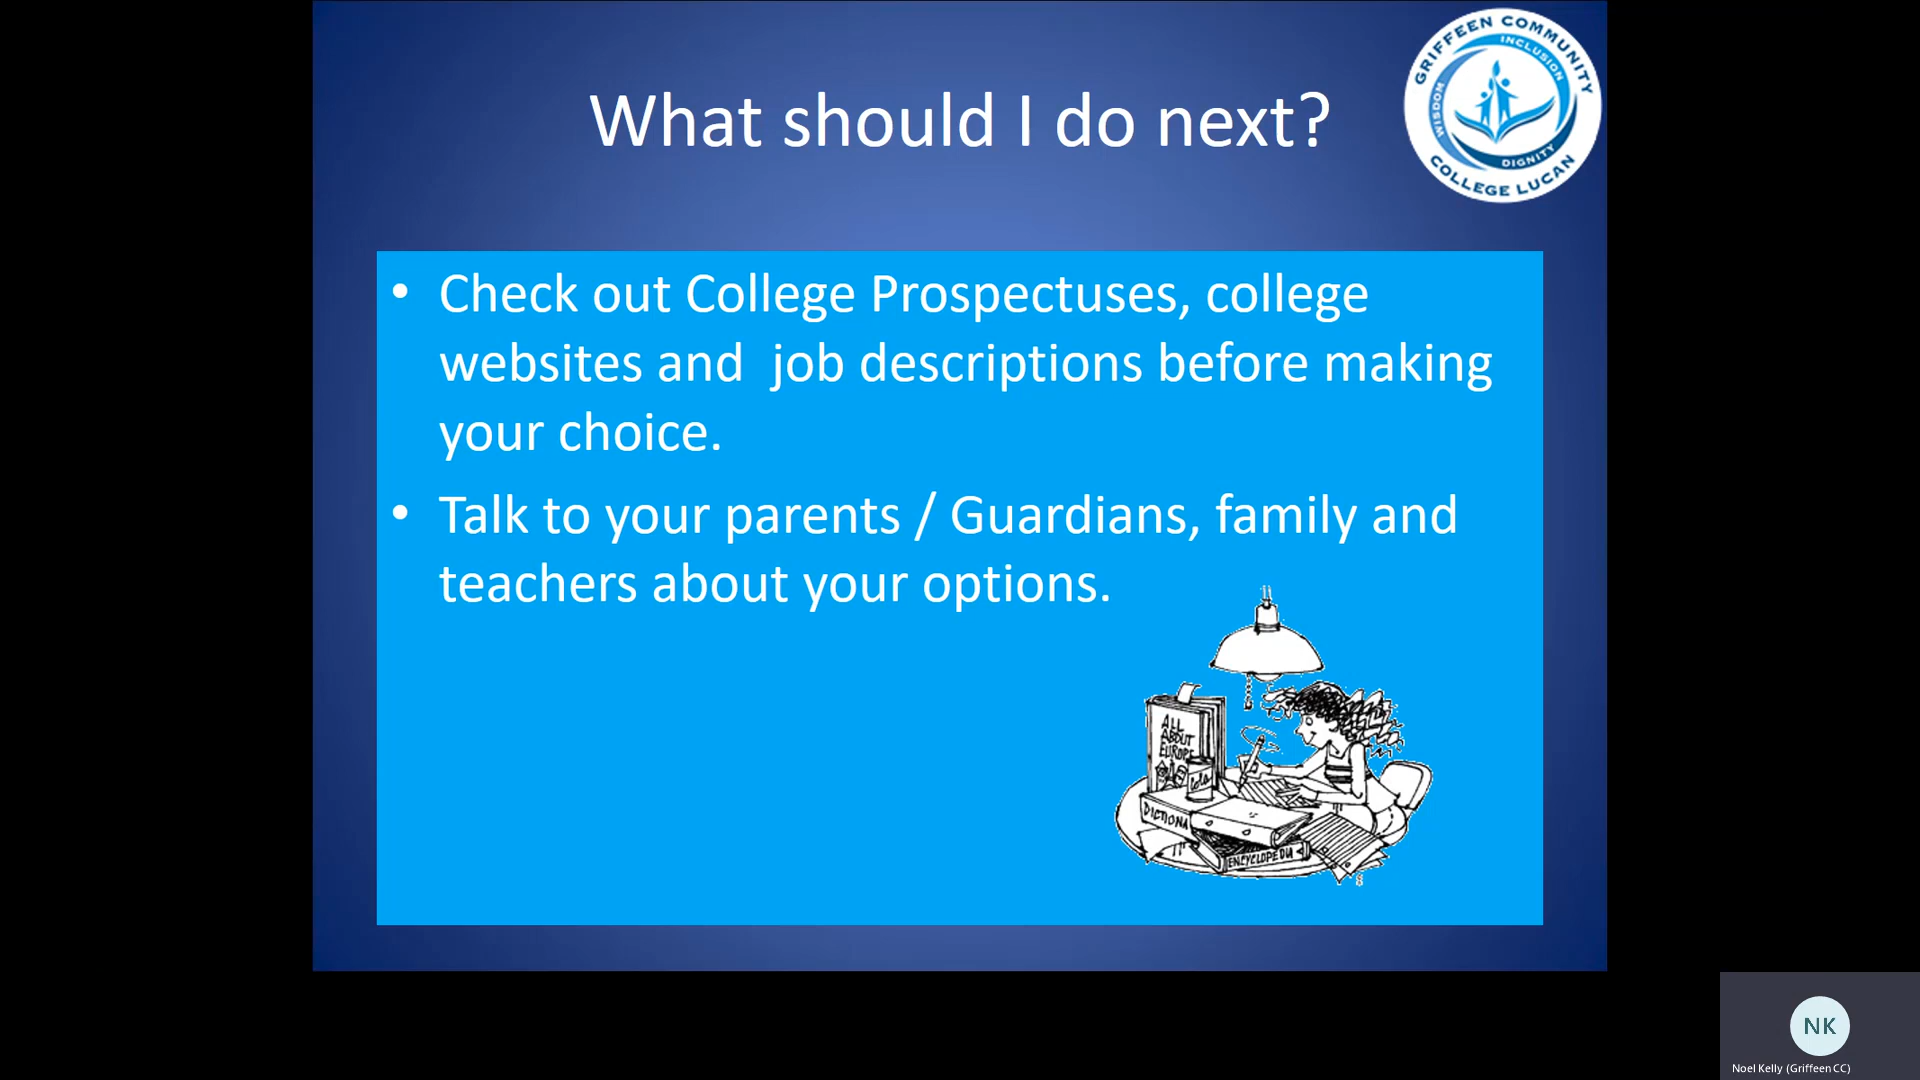 What should I do next?
GRIFFEEN COMMUNITY
COLLEGE LUCAN
INCLUSION
WISDOM
DIGNITY
• Check out College Prospectuses, college
websites and  job descriptions before making
your choice.
• Talk to your parents / Guardians, family and
teachers about your options.
ALL
ABOUT
EUROPE
Cola
DICTIONA
ENCYCLOPEDIA
NK
Noel Kelly (Griffeen CC)